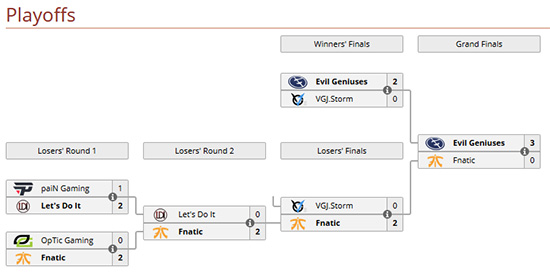 Playoffs
Winners' Finals
Grand Finals
Evil Geniuses 2
VGJ.Storm 0
Evil Geniuses 3
Fnatic 0
Losers' Round 1
Losers' Round 2
Losers' Finals
paiN Gaming 1
Let's Do It 2
Let's Do It 0
Fnatic 2
VGJ.Storm 0
Fnatic 2
OpTic Gaming 0
Fnatic 2